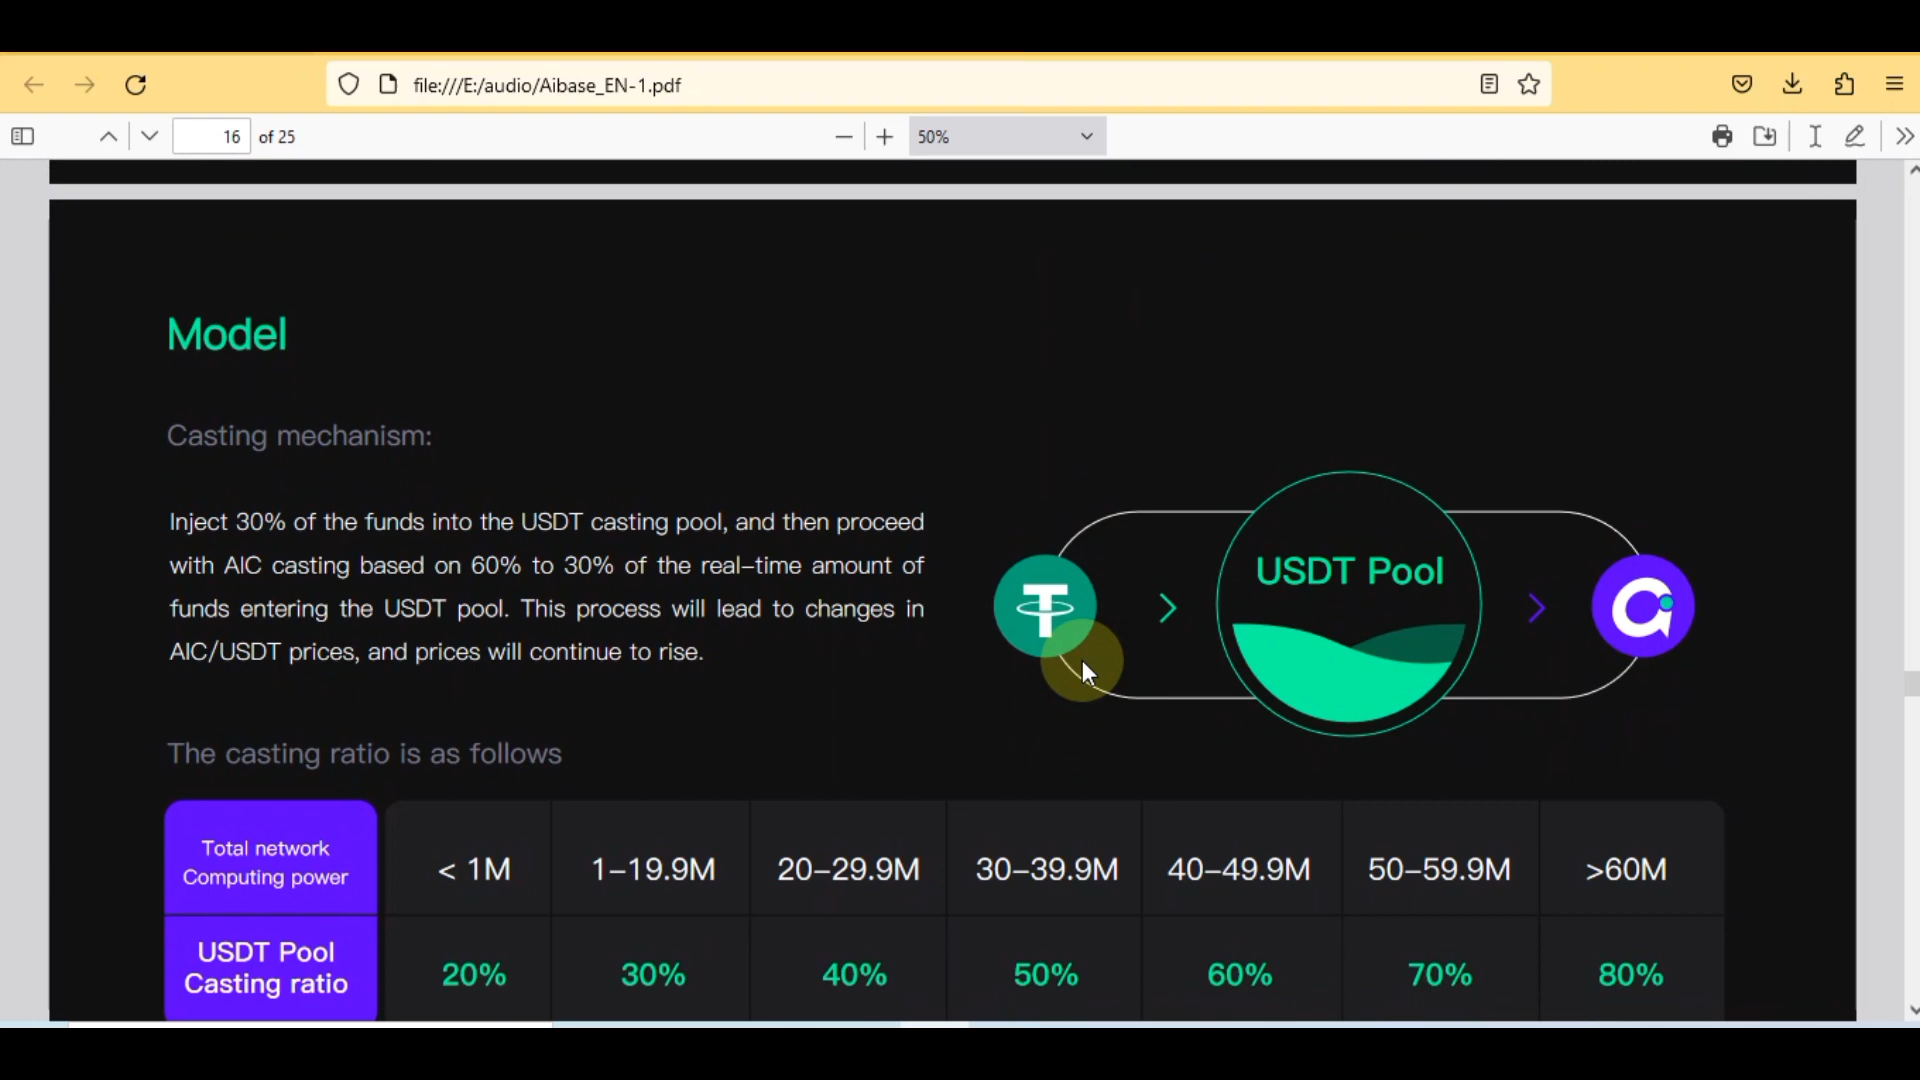 file:///E:/audio/Aibase_EN-1.pdf
16 of 25
50%
Model
Casting mechanism:
Inject 30% of the funds into the USDT casting pool, and then proceed
with AIC casting based on 60% to 30% of the real-time amount of
funds entering the USDT pool. This process will lead to changes in
AIC/USDT prices, and prices will continue to rise.
USDT Pool
The casting ratio is as follows
Total network
Computing power
< 1M
1-19.9M
20-29.9M
30-39.9M
40-49.9M
50-59.9M
>60M
USDT Pool
Casting ratio
20%
30%
40%
50%
60%
70%
80%